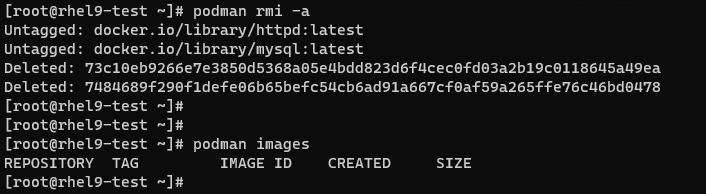 [root@rhel9-test ~]# podman rmi -a
Untagged: docker.io/library/httpd:latest
Untagged: docker.io/library/mysql:latest
Deleted: 73c10eb9266e7e3850d5368a05e4bdd823d6f4cec0fd03a2b19c0118645a49ea
Deleted: 7484689f290f1defe06b65befc54cb6ad91a667cf0af59a265ffe76c46bd0478
[root@rhel9-test ~]#
[root@rhel9-test ~]#
[root@rhel9-test ~]# podman images
REPOSITORY  TAG         IMAGE ID    CREATED     SIZE
[root@rhel9-test ~]#